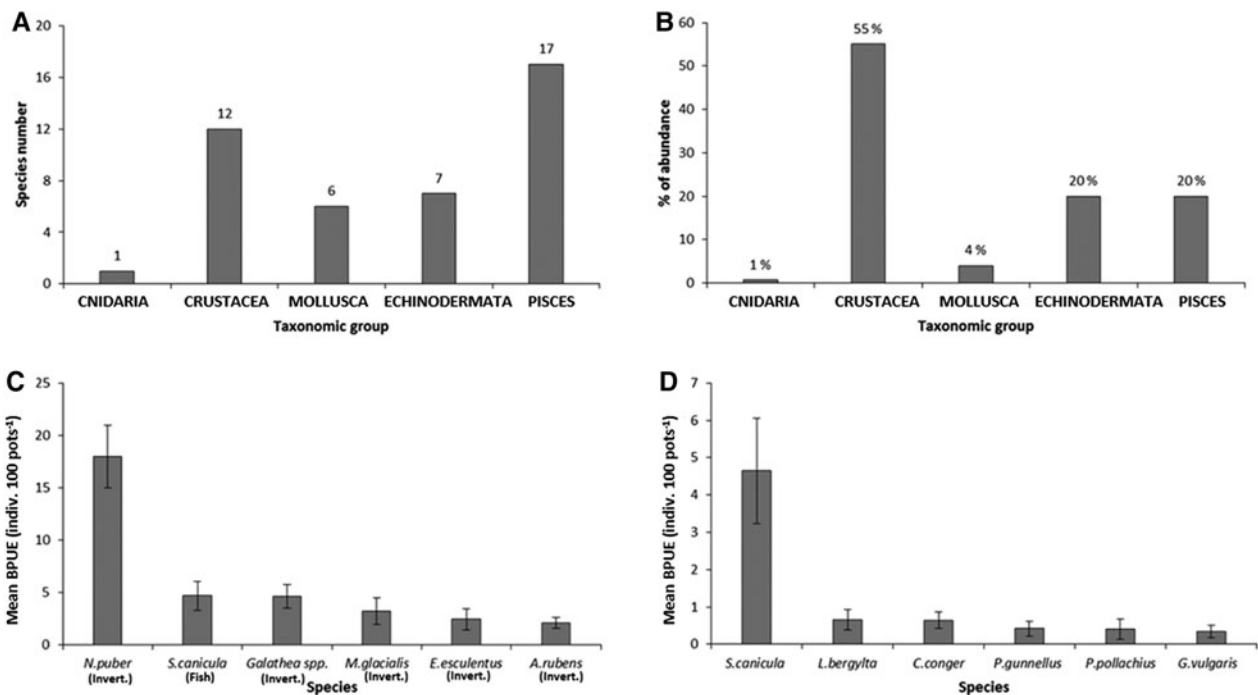 A
Species number
20
16
12
8
4
0
1
12
6
7
17
CNIDARIA CRUSTACEA MOLLUSCA ECHINODERMATA PISCES
Taxonomic group
B
% of abundance
60
50
40
30
20
10
0
1 %
55 %
4 %
20 %
20 %
CNIDARIA CRUSTACEA MOLLUSCA ECHINODERMATA PISCES
Taxonomic group
C
Mean BPUE (indiv. 100 pots⁻¹)
25
20
15
10
5
0
N.puber S.canicula Galathea spp. M.glacialis E.esculentus A.rubens
(Invert.) (Fish) (Invert.) (Invert.) (Invert.) (Invert.)
Species
D
Mean BPUE (indiv. 100 pots⁻¹)
7
6
5
4
3
2
1
0
S.canicula L.bergylta C.conger P.gunnellus P.pollachius G.vulgaris
Species